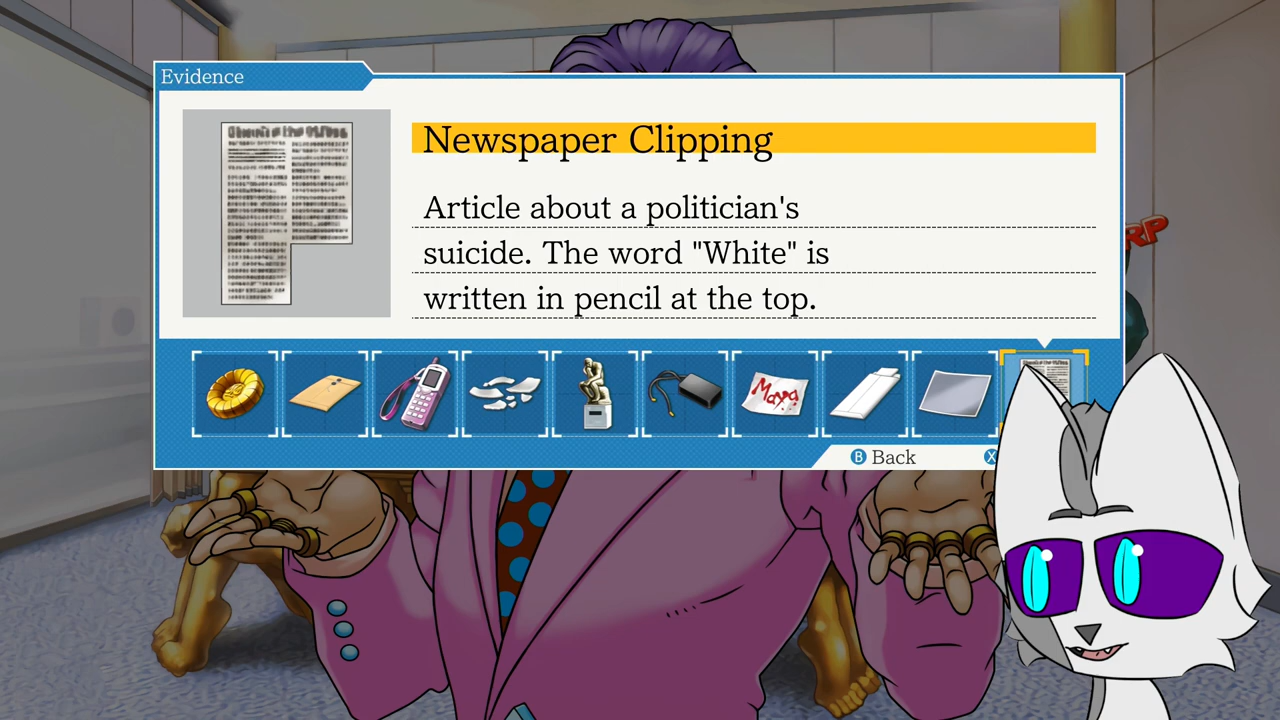 Evidence
Newspaper Clipping
Article about a politician's
suicide. The word "White" is
written in pencil at the top.
RP
Maya
B Back
X